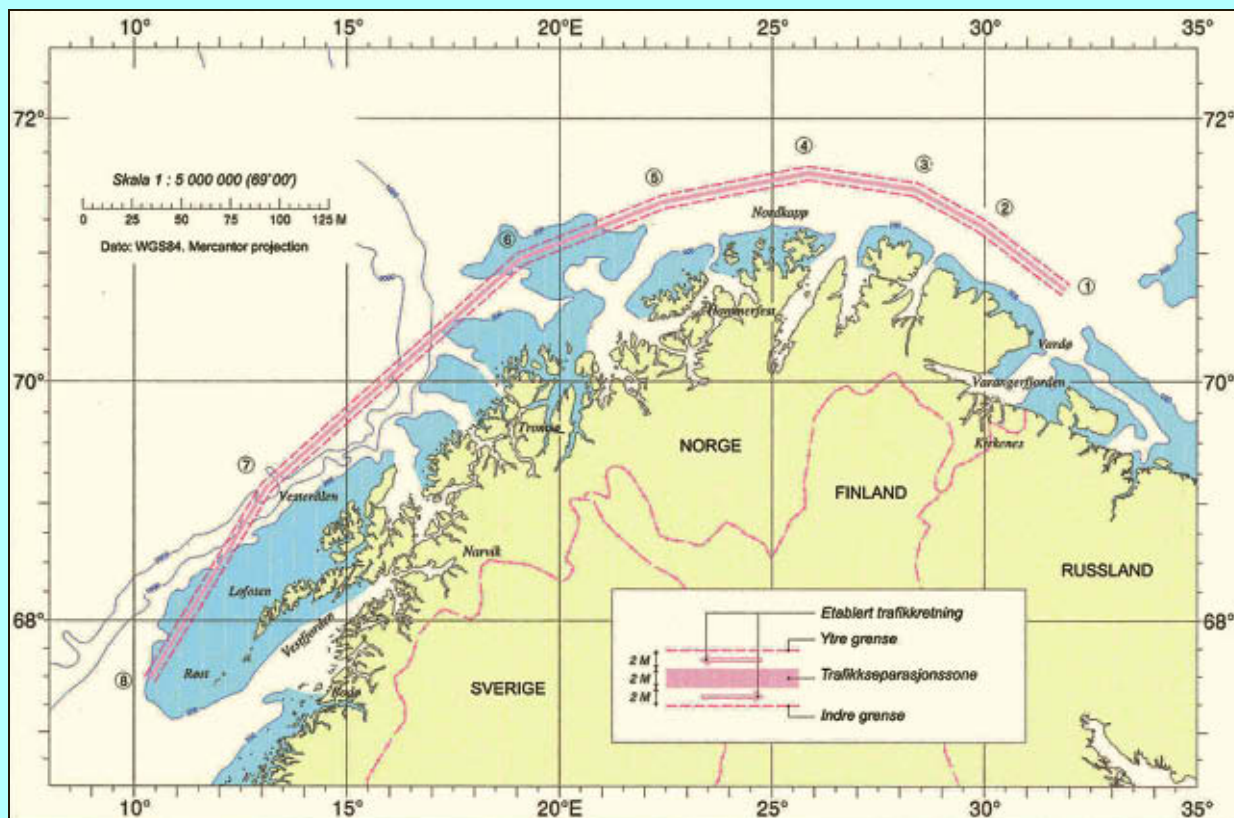 10°
15°
20°E
25°
30°
35°
72°
72°
Skala 1 : 5 000 000 (69°00')
0 25 50 75 100 125 M
Dato: WGS84. Mercantor projection
④
③
⑤
②
Nordkapp
⑥
①
Hammerfest
Vardø
70°
70°
Varangerfjorden
Tromsø
NORGE
Kirkenes
⑦
Vesterålen
FINLAND
Narvik
RUSSLAND
Lofoten
68°
68°
Vestfjorden
Røst
⑧
Bodø
SVERIGE
Etablert trafikkretning
Ytre grense
2 M
2 M
Trafikkseparasjonssone
2 M
Indre grense
10°
15°
20°E
25°
30°
35°